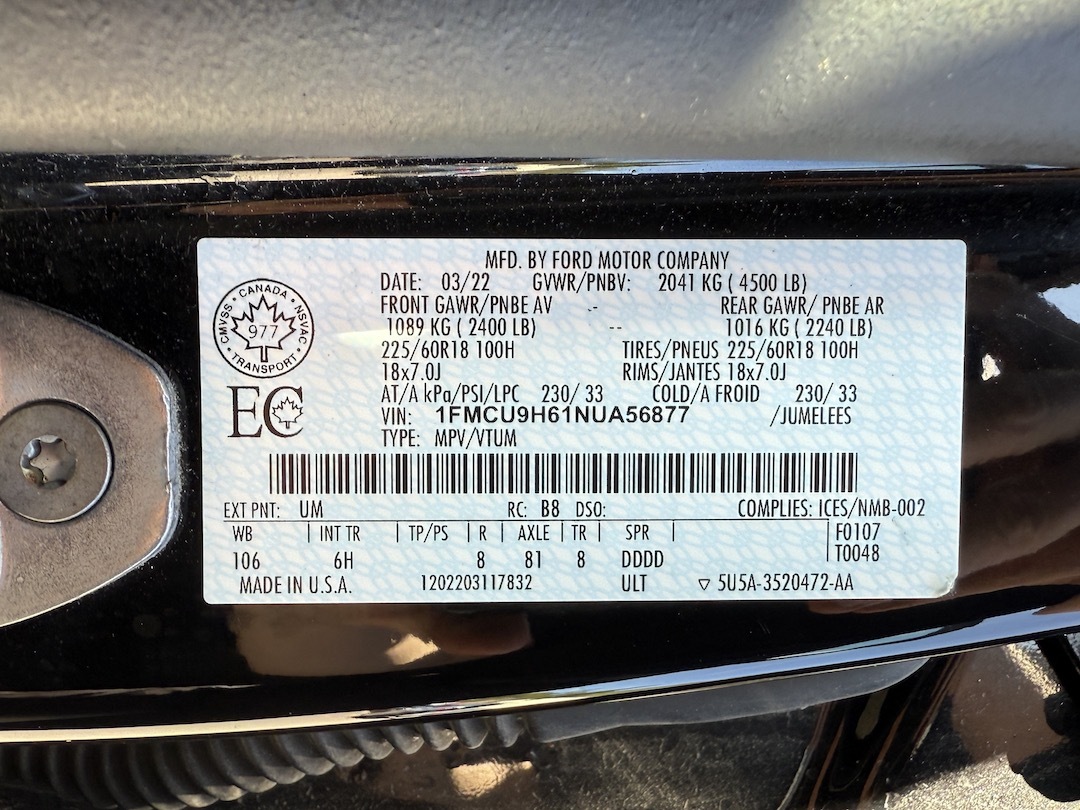 MFD. BY FORD MOTOR COMPANY
DATE: 03/22 GVWR/PNBV: 2041 KG ( 4500 LB)
FRONT GAWR/PNBE AV -- REAR GAWR/ PNBE AR
1089 KG ( 2400 LB) -- 1016 KG ( 2240 LB)
225/60R18 100H TIRES/PNEUS 225/60R18 100H
18x7.0J RIMS/JANTES 18x7.0J
AT/A kPa/PSI/LPC 230/ 33 COLD/A FROID 230/ 33
VIN: 1FMCU9H61NUA56877 /JUMELEES
TYPE: MPV/VTUM
CMVSS • CANADA • NSVAC
977
• TRANSPORT •
EC
EXT PNT: UM RC: B8 DSO: COMPLIES: ICES/NMB-002
WB | INT TR | TP/PS | R | AXLE | TR | SPR | F0107
106 6H 8 81 8 DDDD T0048
MADE IN U.S.A. 1202203117832 ULT ▽ 5U5A-3520472-AA